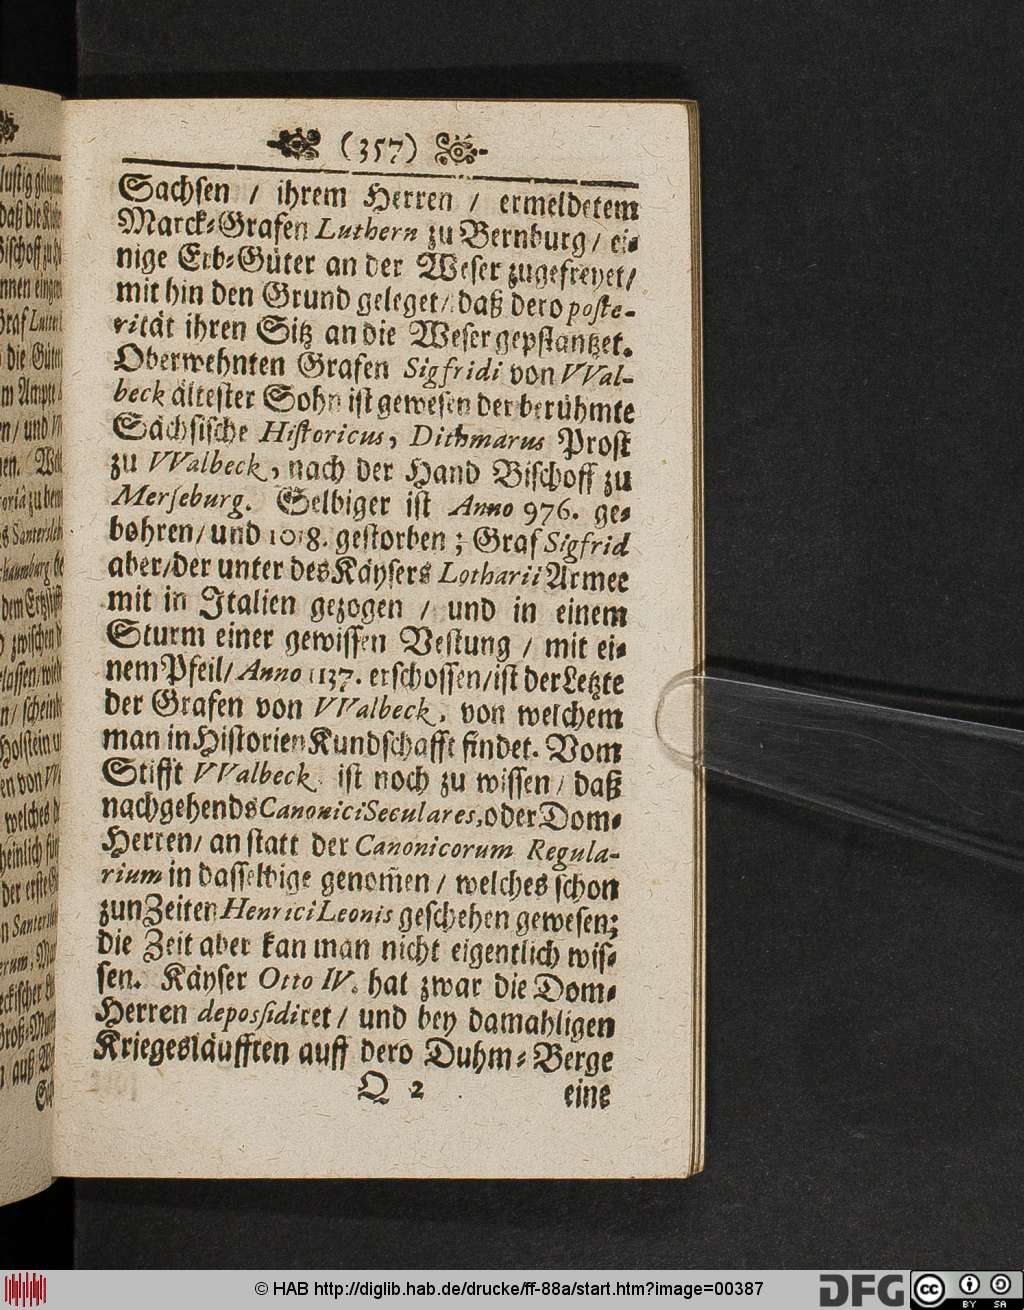 (357)
Sachsen / ihrem Herren / ermeldetem
Marck-Grafen Luthern zu Bernburg / ei-
nige Erb-Güter an der Weser zugefreyet/
mit hin den Grund geleget/ daß dero poste-
rität ihren Sitz an die Weser gepflantzet.
Oberwehnten Grafen Sigfridi von VVal-
beck ältester Sohn ist gewesen der berühmte
Sächsische Historicus, Dithmarus Prost
zu VValbeck, nach der Hand Bischoff zu
Merseburg. Selbiger ist Anno 976. ge-
bohren/ und 1018. gestorben; Graf Sigfrid
aber/der unter des Käysers Lotharii Armee
mit in Italien gezogen / und in einem
Sturm einer gewissen Vestung / mit ei-
nem Pfeil/ Anno 1137. erschossen/ist der Letzte
der Grafen von VValbeck, von welchem
man in Historien Kundschafft findet. Vom
Stifft VValbeck ist noch zu wissen / daß
nachgehends Canonici Seculares, oder Dom-
Herren/ an statt der Canonicorum Regula-
rium in dasselbige genom̃en / welches schon
zun Zeiten Henrici Leonis geschehen gewesen;
die Zeit aber kan man nicht eigentlich wis-
sen. Käyser Otto IV. hat zwar die Dom-
Herren depossidiret / und bey damahligen
Kriegesläufften auff dero Duhm-Berge
Q 2 eine
© HAB http://diglib.hab.de/drucke/ff-88a/start.htm?image=00387
DFG
cc
BY SA